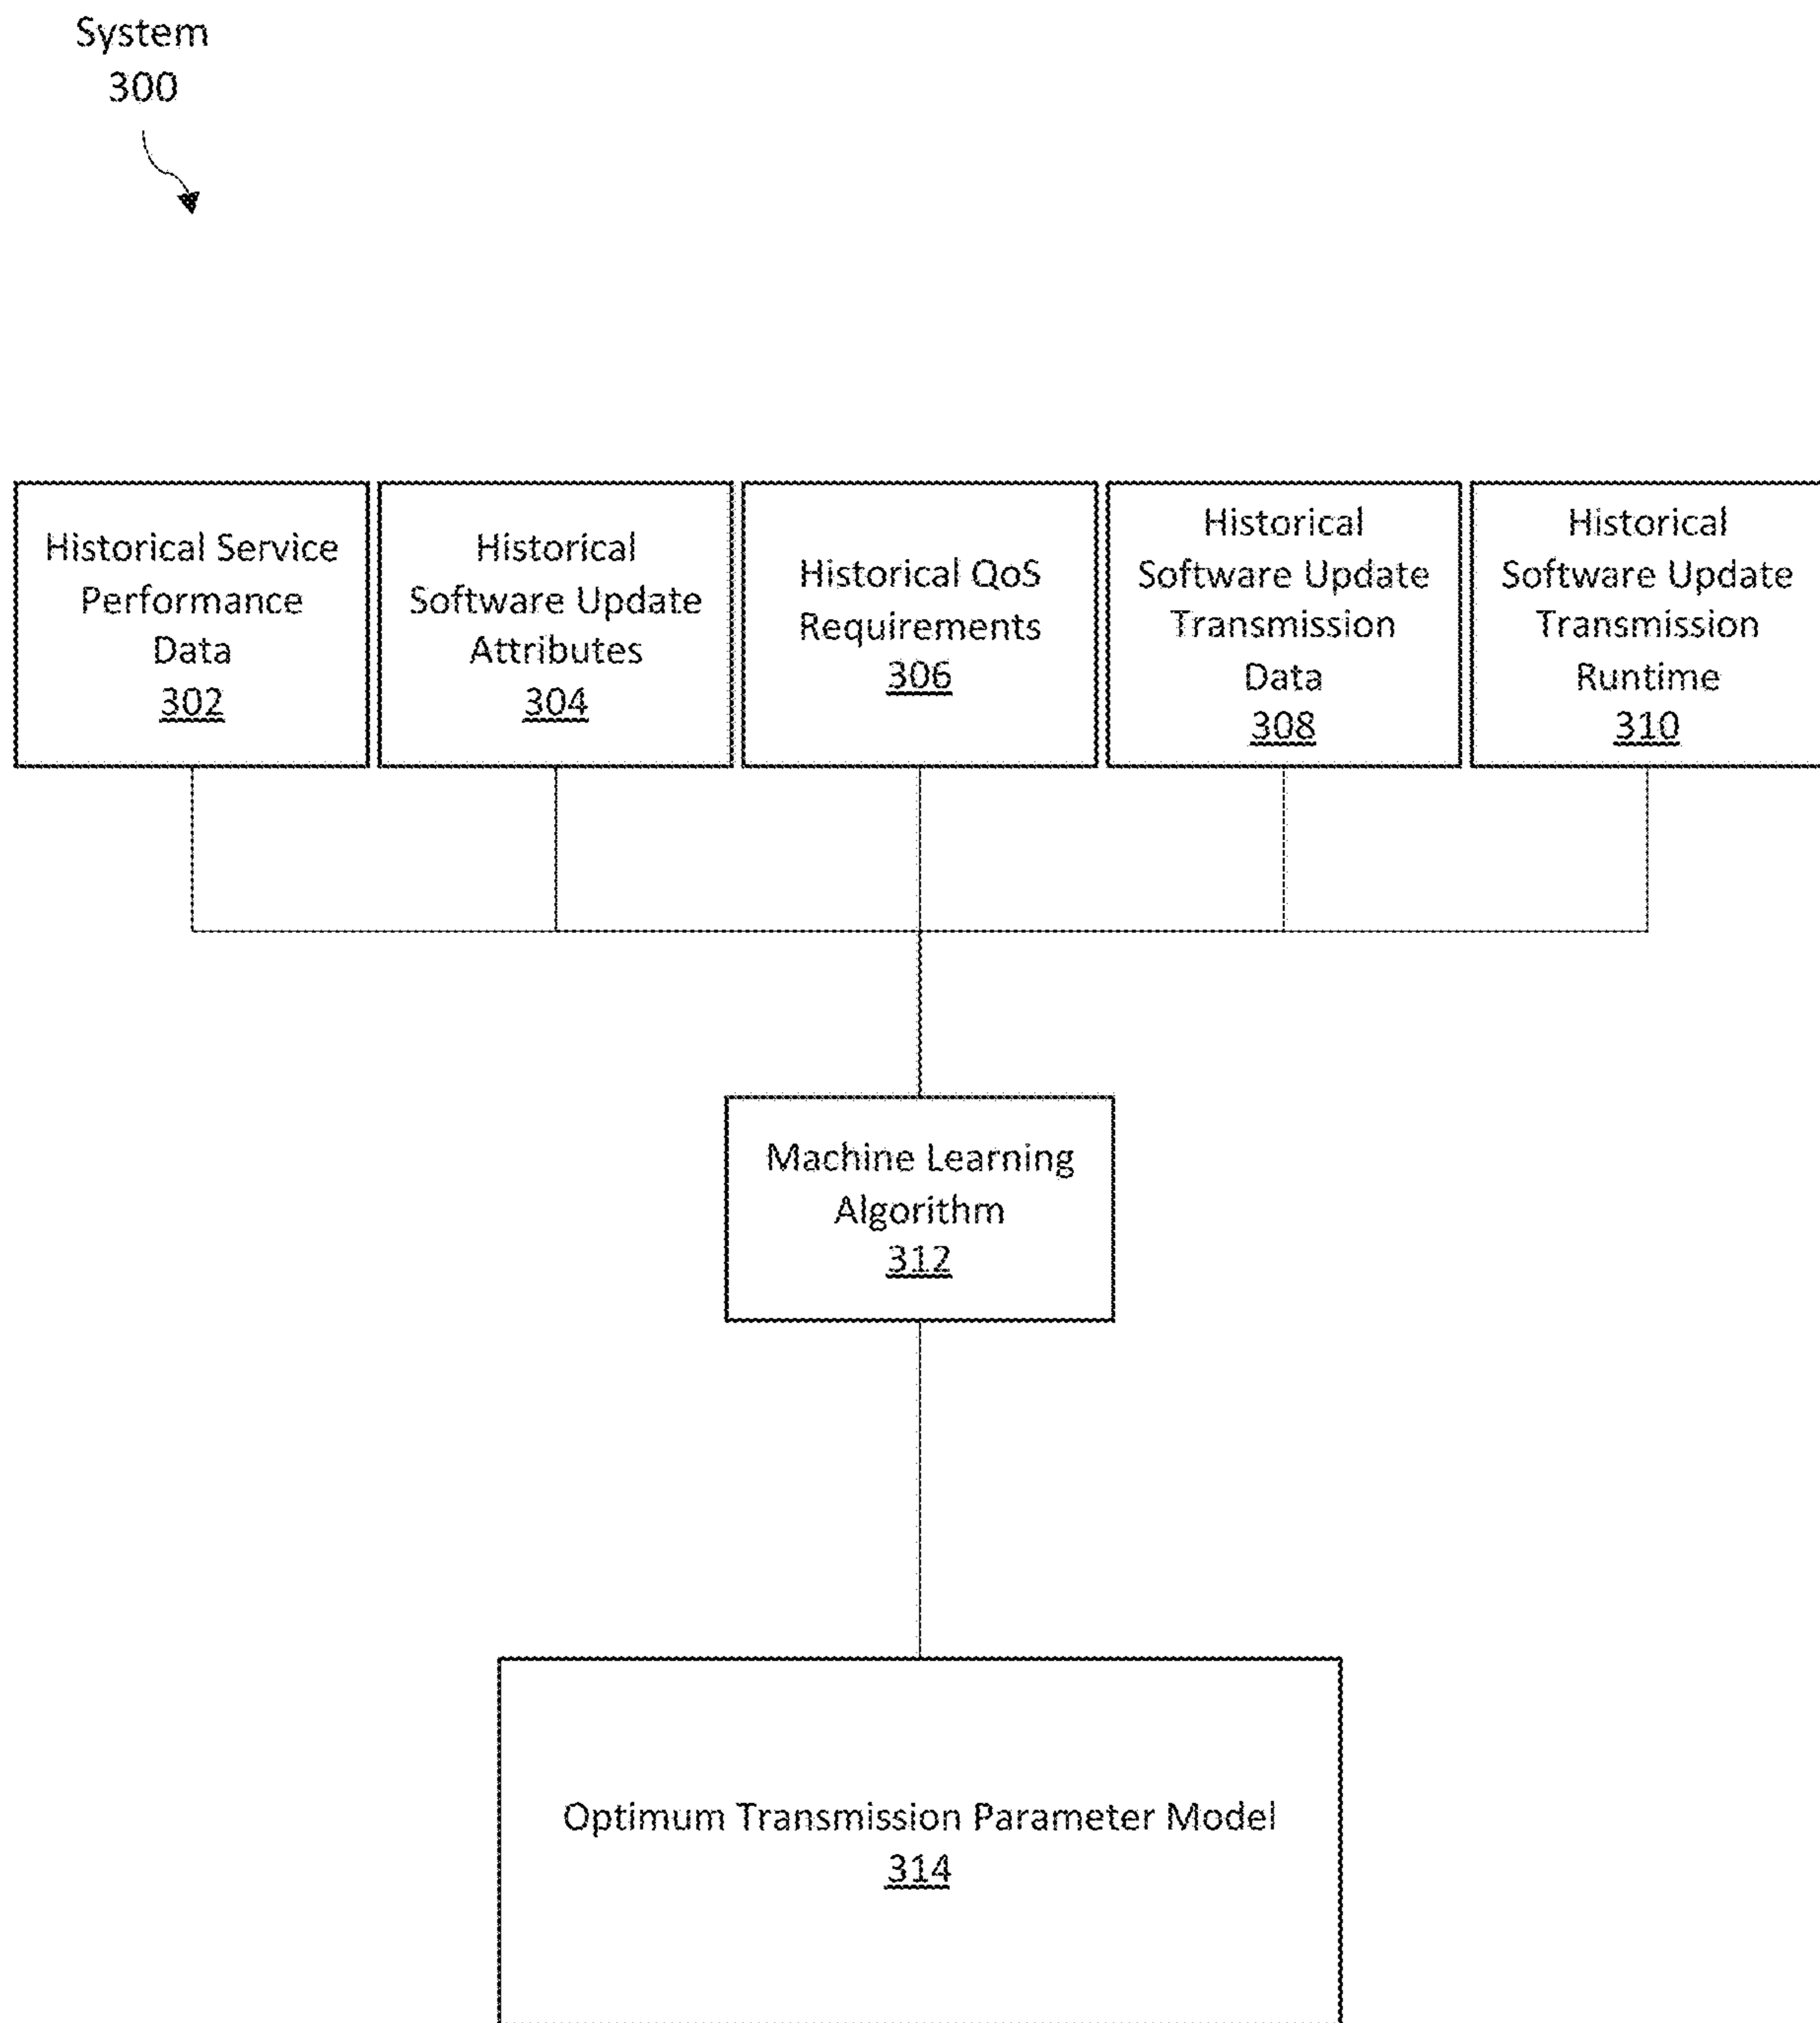 System
300
Historical Service
Performance
Data
302
Historical
Software Update
Attributes
304
Historical QoS
Requirements
306
Historical
Software Update
Transmission
Data
308
Historical
Software Update
Transmission
Runtime
310
Machine Learning
Algorithm
312
Optimum Transmission Parameter Model
314